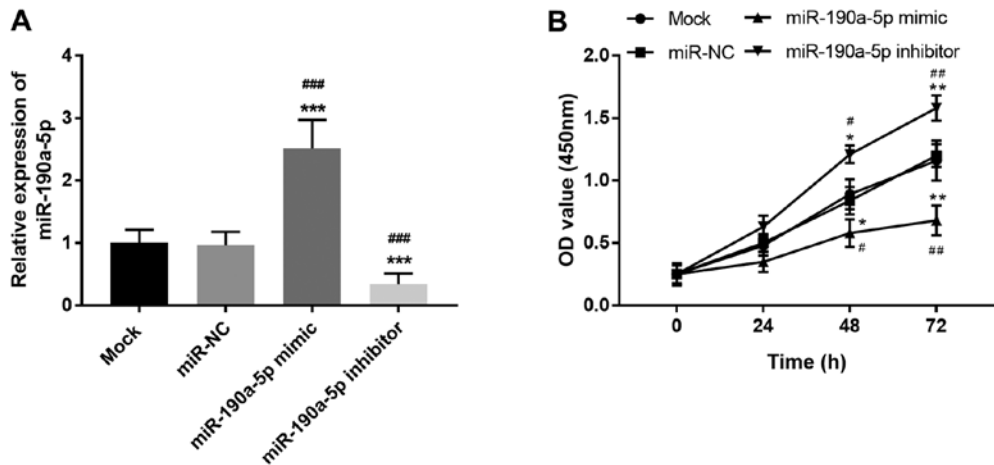 A
Relative expression of
miR-190a-5p
4
3
2
1
0
###
***
###
***
Mock
miR-NC
miR-190a-5p mimic
miR-190a-5p inhibitor
B
Mock
miR-190a-5p mimic
miR-NC
miR-190a-5p inhibitor
OD value (450nm)
2.0
1.5
1.0
0.5
0.0
##
**
#
*
**
*
#
##
0 24 48 72
Time (h)